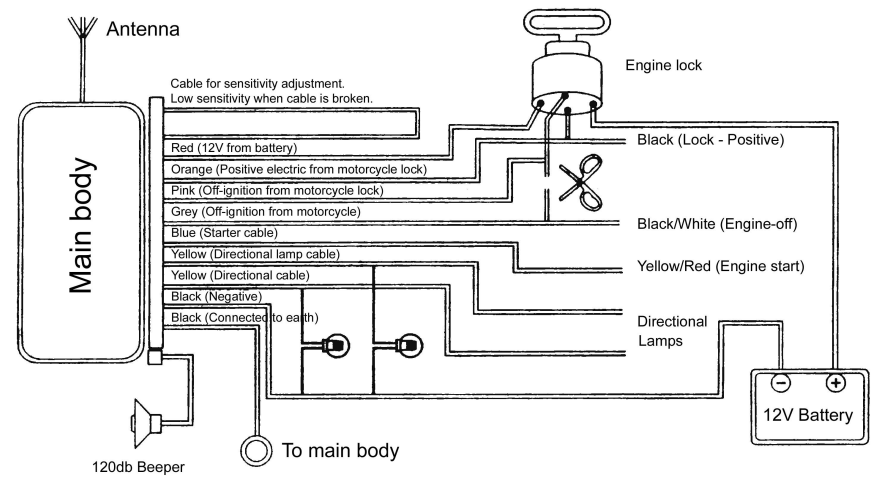 Antenna
Engine lock
Cable for sensitivity adjustment.
Low sensitivity when cable is broken.
Red (12V from battery)
Black (Lock - Positive)
Orange (Positive electric from motorcycle lock)
Pink (Off-ignition from motorcycle lock)
Grey (Off-ignition from motorcycle)
Black/White (Engine-off)
Blue (Starter cable)
Yellow (Directional lamp cable)
Yellow/Red (Engine start)
Yellow (Directional cable)
Black (Negative)
Black (Connected to earth)
Directional
Lamps
Main body
− +
12V Battery
To main body
120db Beeper